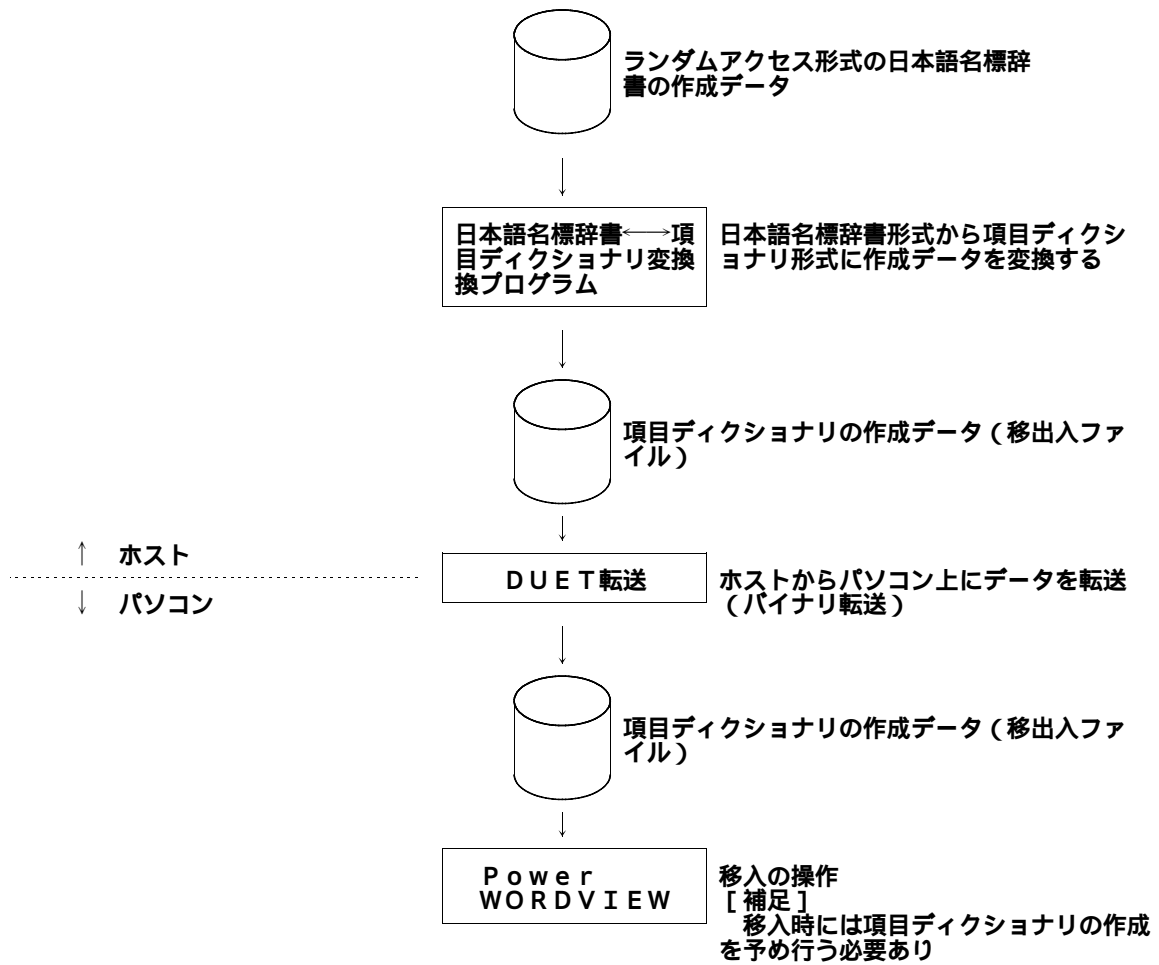 ランダムアクセス形式の日本語名標辞
書の作成データ
日本語名標辞書←→項
目ディクショナリ変換
換プログラム
日本語名標辞書形式から項目ディクシ
ョナリ形式に作成データを変換する
項目ディクショナリの作成データ（移出入ファ
イル）
↑ ホスト
↓ パソコン
ＤＵＥＴ転送
ホストからパソコン上にデータを転送
（バイナリ転送）
項目ディクショナリの作成データ（移出入ファ
イル）
Ｐｏｗｅｒ
ＷＯＲＤＶＩＥＷ
移入の操作
［補足］
移入時には項目ディクショナリの作成
を予め行う必要あり